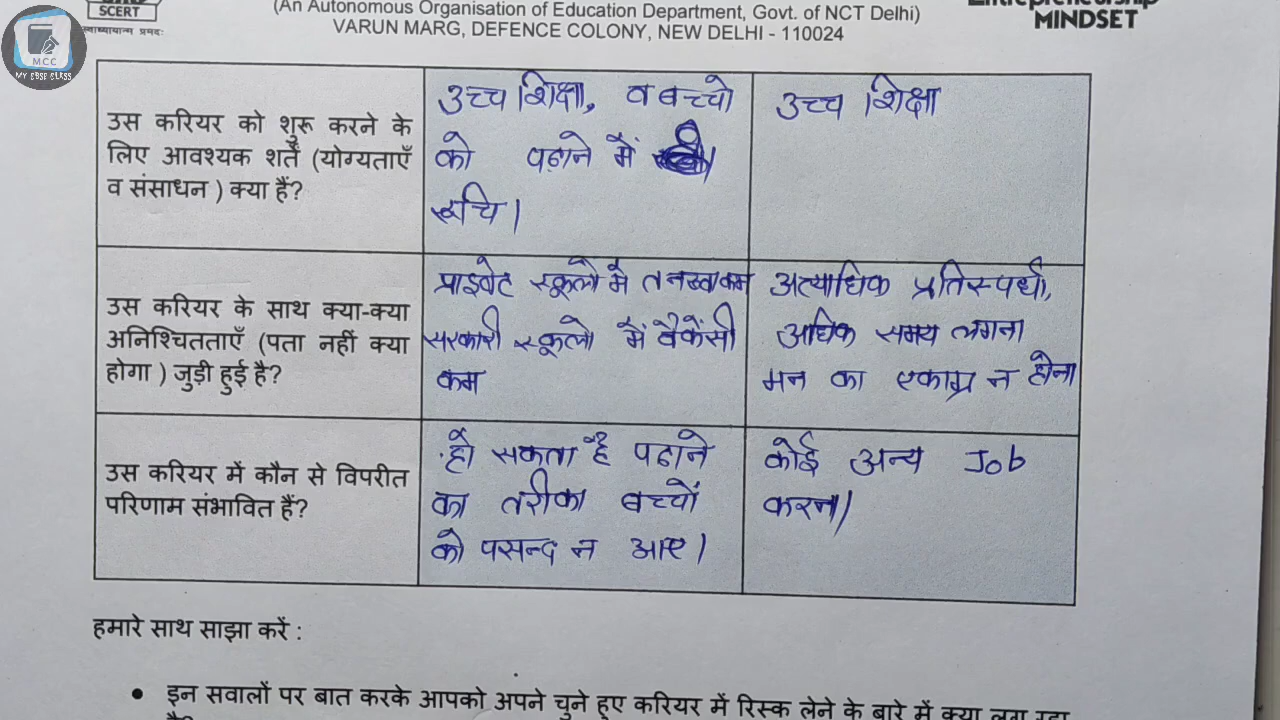 SCERT
(An Autonomous Organisation of Education Department, Govt. of NCT Delhi)
VARUN MARG, DEFENCE COLONY, NEW DELHI - 110024
Entrepreneurship
MINDSET
MCC
MY CBSE CLASS
उस करियर को शुरू करने के
लिए आवश्यक शर्तें (योग्यताएँ
व संसाधन ) क्या हैं?
उच्च शिक्षा, व बच्चो
को पढ़ाने में
रूचि।
उच्च शिक्षा
उस करियर के साथ क्या-क्या
अनिश्चितताएँ (पता नहीं क्या
होगा ) जुड़ी हुई है?
प्राइवेट स्कूलो मे तनख्वा कम
सरकारी स्कूलो में वैकेंसी
कम
अत्याधिक प्रतिस्पर्धा,
अधिक समय लगना
मन का एकाग्र न होना
उस करियर में कौन से विपरीत
परिणाम संभावित हैं?
हो सकता है पढाने
का तरीका बच्चों
को पसन्द न आए।
कोई अन्य Job
करना।
हमारे साथ साझा करें :
• इन सवालों पर बात करके आपको अपने चुने हुए करियर में रिस्क लेने के बारे में क्या लग रहा